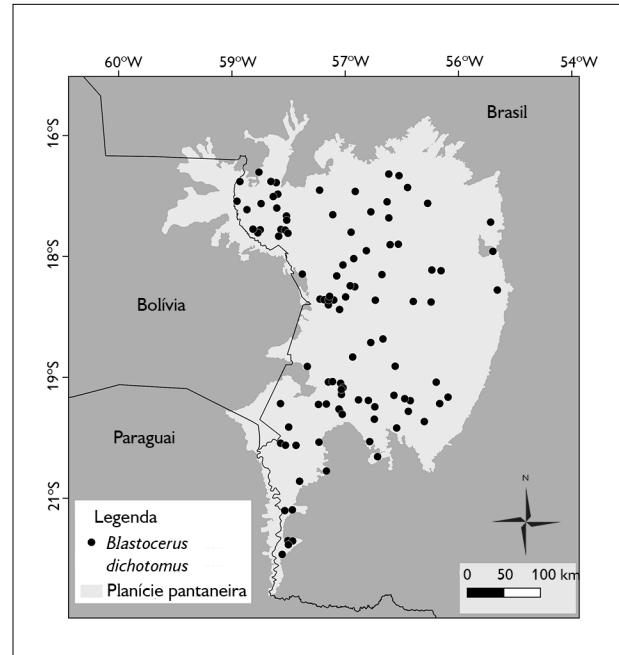 60°W 59°W 57°W 56°W 54°W
Brasil
16°S
18°S
Bolívia
19°S
Paraguai
21°S
N
Legenda
Blastocerus
dichotomus
Planície pantaneira
0 50 100 km